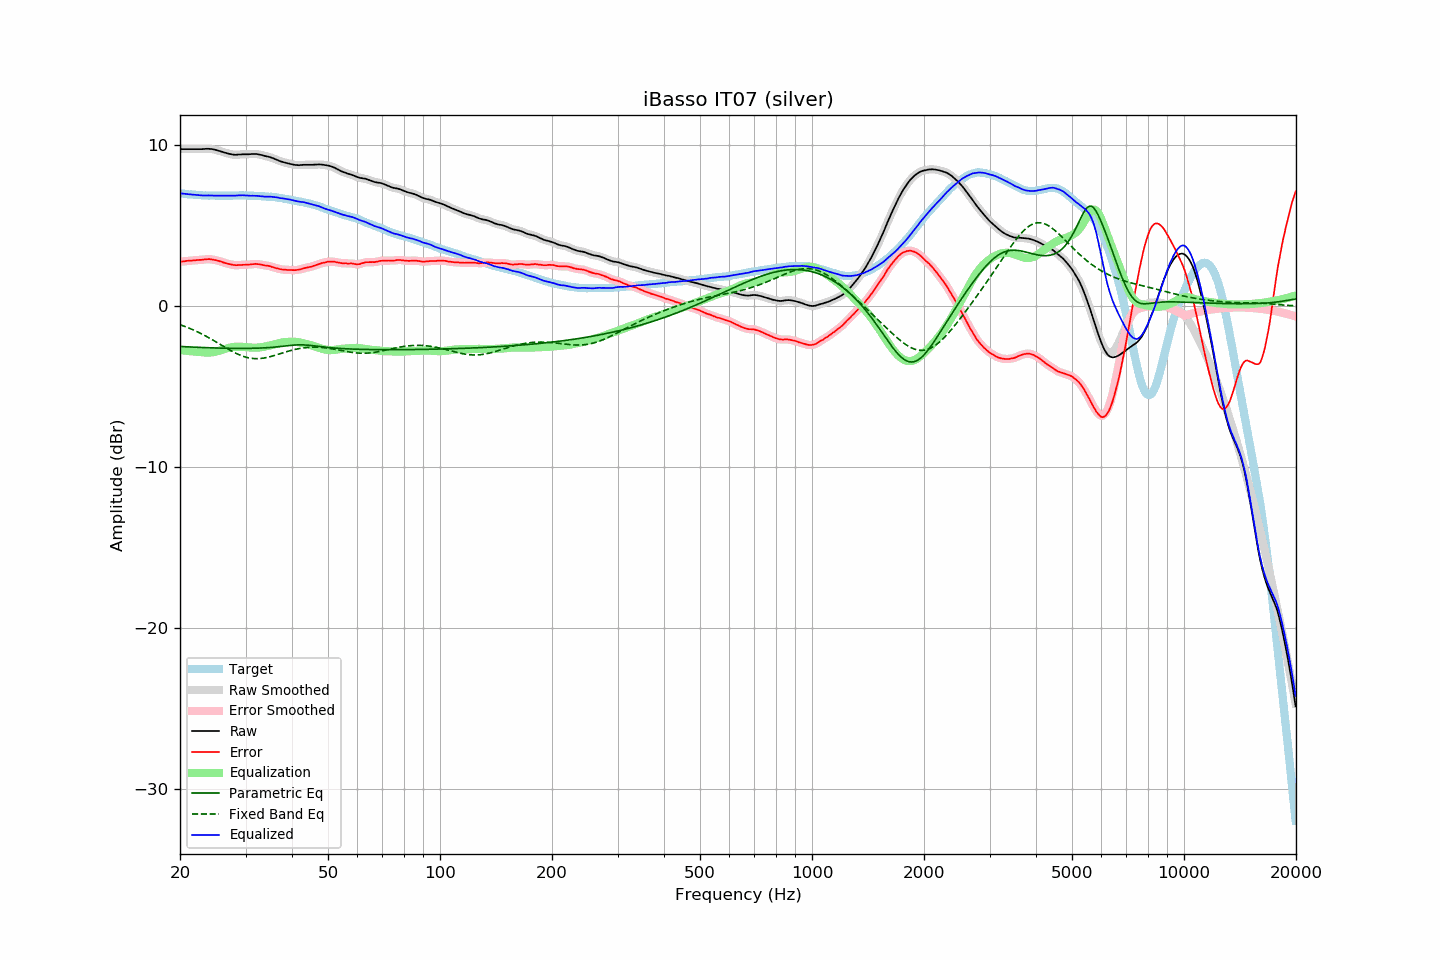 iBasso IT07 (silver)
10
0
−10
−20
−30
Amplitude (dBr)
Target
Raw Smoothed
Error Smoothed
Raw
Error
Equalization
Parametric Eq
Fixed Band Eq
Equalized
20 50 100 200 500 1000 2000 5000 10000 20000
Frequency (Hz)